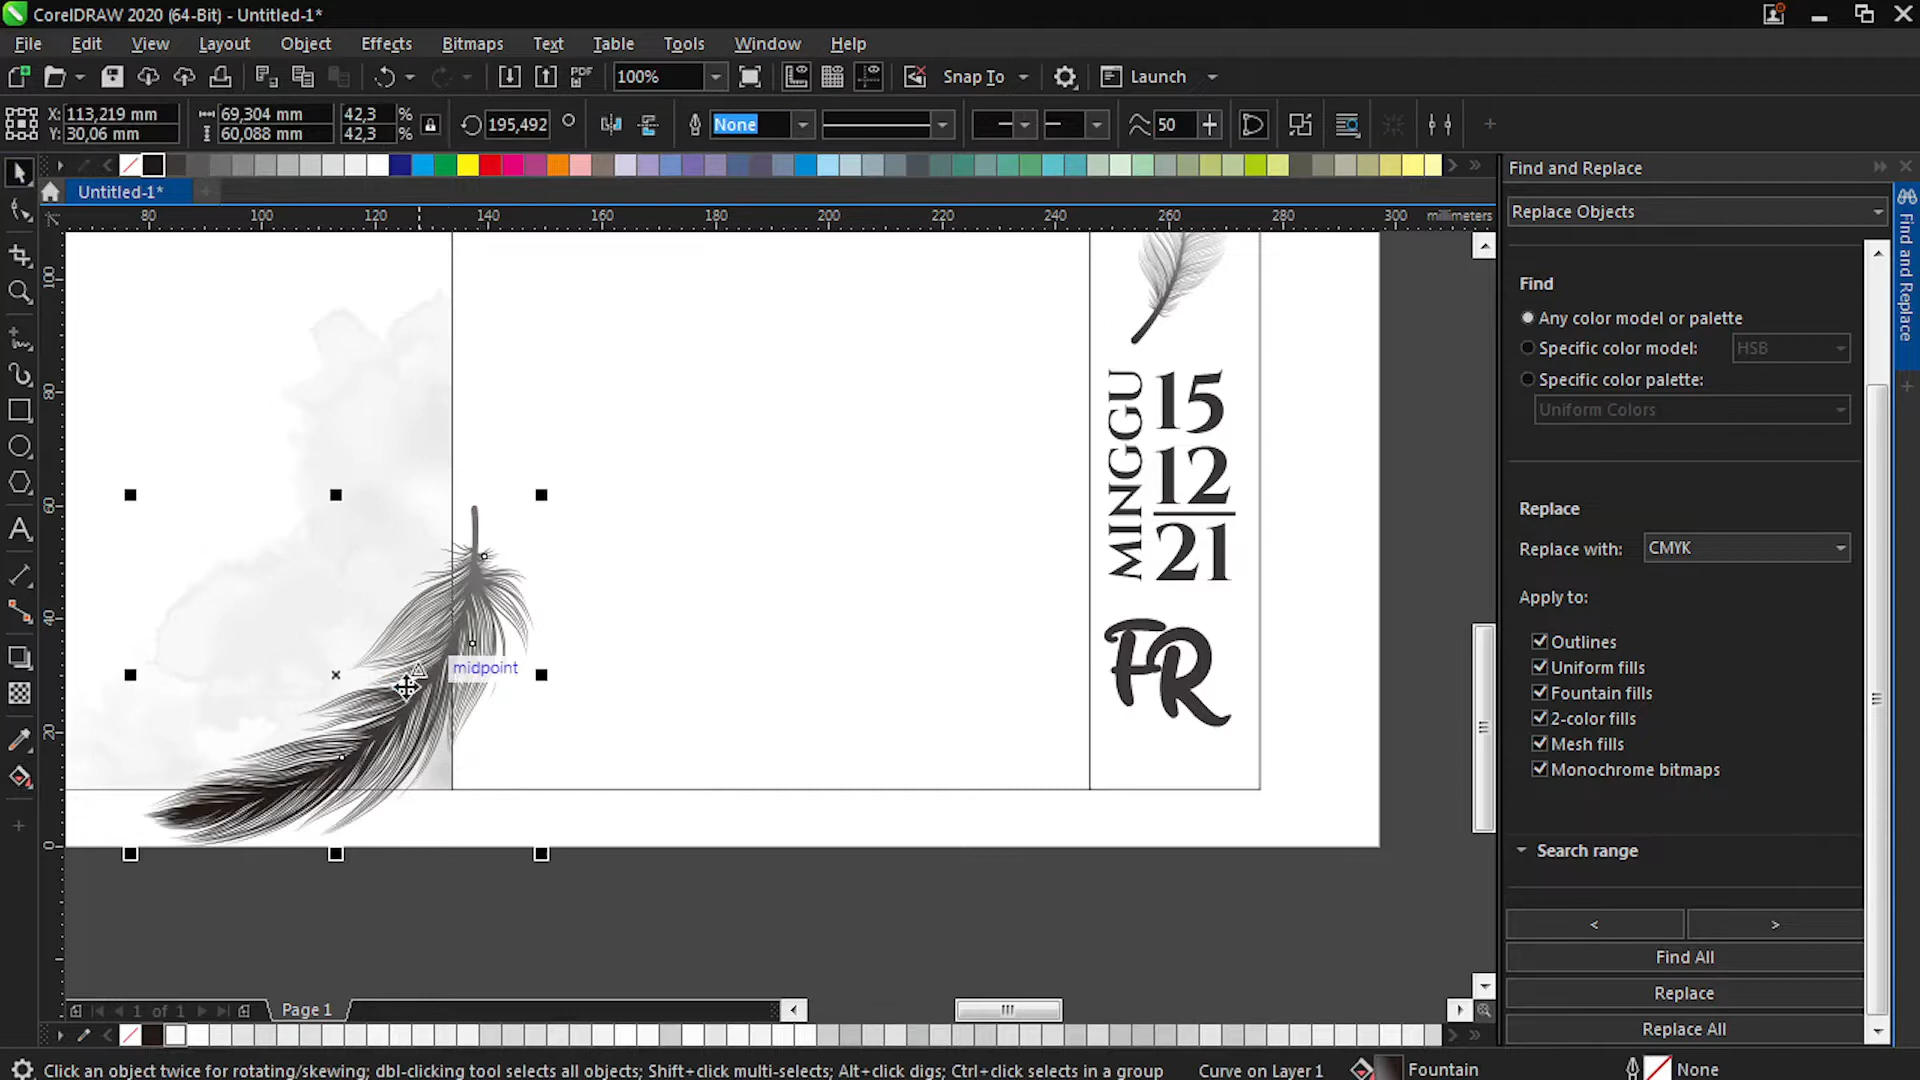 CorelDRAW 2020 (64-Bit) - Untitled-1*
File Edit View Layout Object Effects Bitmaps Text Table Tools Window Help
PDF 100% Snap To Launch
X: 113,219 mm 69,304 mm 42,3 %
Y: 30,06 mm 60,088 mm 42,3 %
195,492 ° None 50
Untitled-1*
80 100 120 140 160 180 200 220 240 260 280 300 millimeters
100
80
60
40
20
0
midpoint
MINGGU
15
12
21
FR
Find and Replace
Replace Objects
Find and Replace
Find
Any color model or palette
Specific color model: HSB
Specific color palette:
Uniform Colors
Replace
Replace with: CMYK
Apply to:
Outlines
Uniform fills
Fountain fills
2-color fills
Mesh fills
Monochrome bitmaps
Search range
< >
Find All
Replace
Replace All
1 of 1 Page 1
Click an object twice for rotating/skewing; dbl-clicking tool selects all objects; Shift+click multi-selects; Alt+click digs; Ctrl+click selects in a group Curve on Layer 1 Fountain None